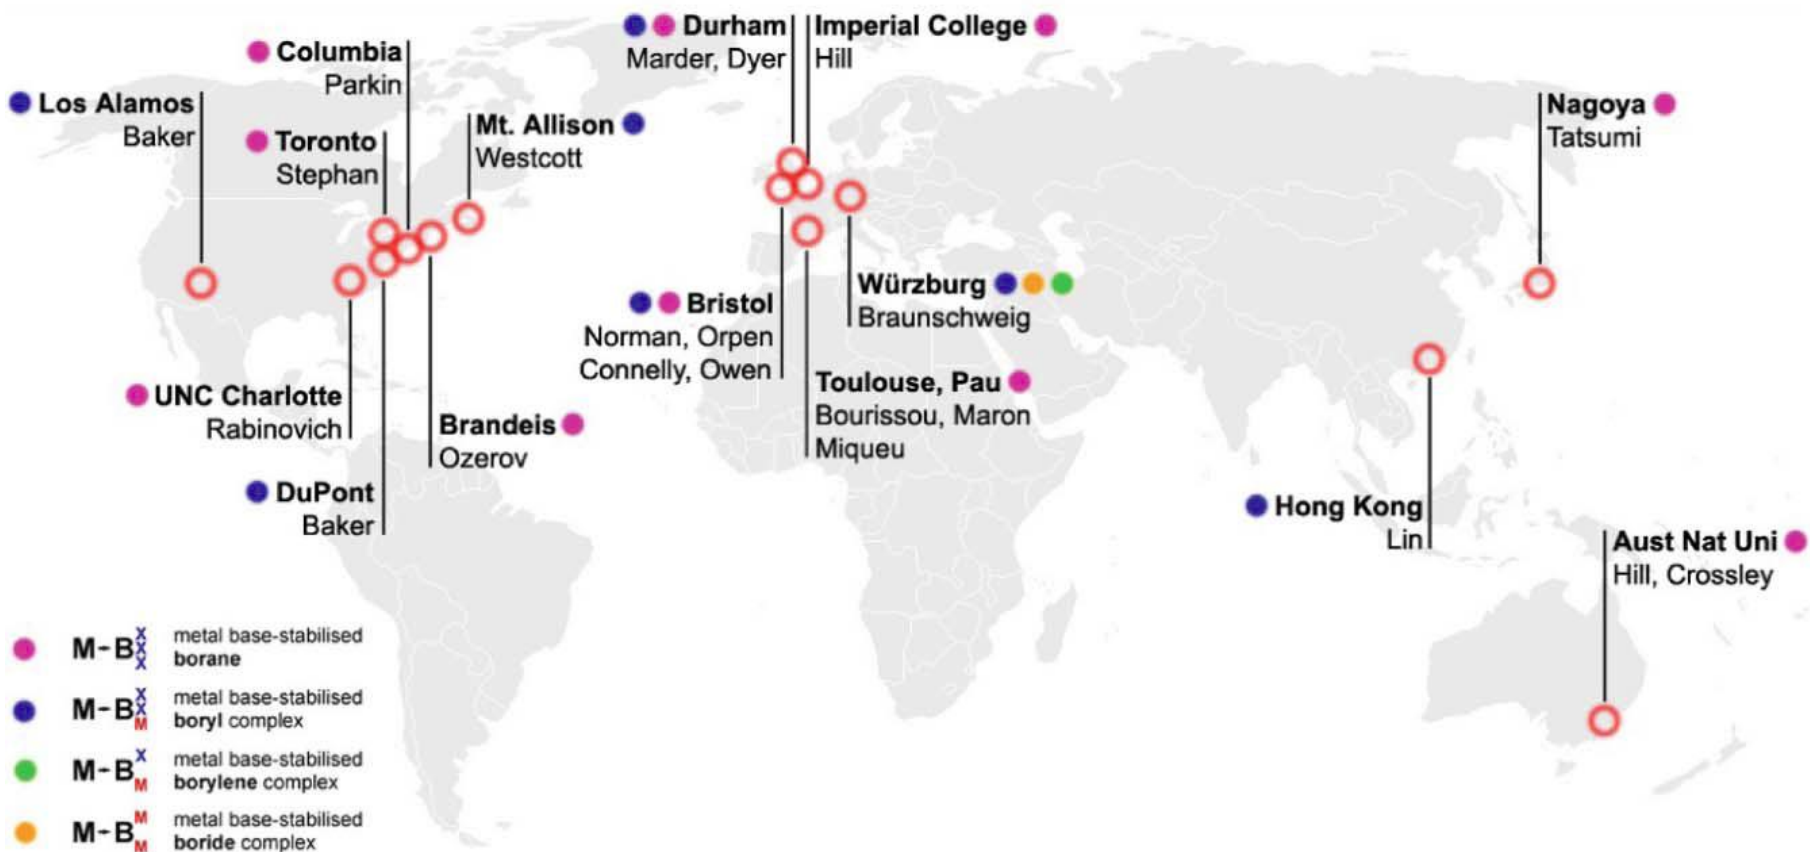 Columbia
Parkin
Los Alamos
Baker
Toronto
Stephan
Mt. Allison
Westcott
Durham
Marder, Dyer
Imperial College
Hill
Nagoya
Tatsumi
Bristol
Norman, Orpen
Connelly, Owen
Würzburg
Braunschweig
Toulouse, Pau
Bourissou, Maron
Miqueu
UNC Charlotte
Rabinovich
Brandeis
Ozerov
DuPont
Baker
Hong Kong
Lin
Aust Nat Uni
Hill, Crossley
M-B X X X metal base-stabilised
borane
M-B X X M metal base-stabilised
boryl complex
M-B X M metal base-stabilised
borylene complex
M-B M M metal base-stabilised
boride complex